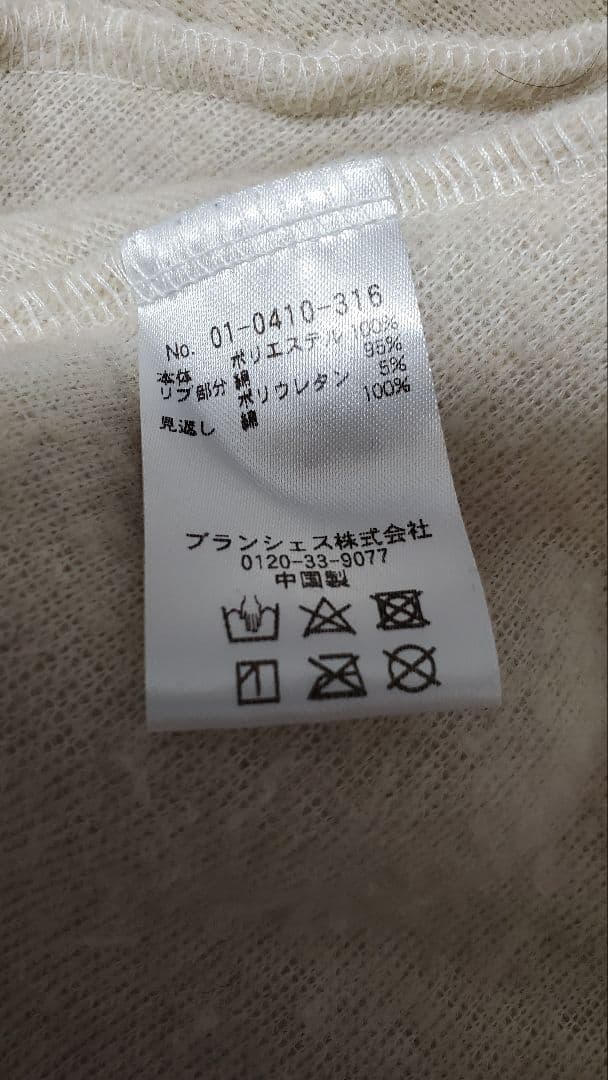 No. 01-0410-316
本体 ポリエステル 100%
リブ部分 綿 95%
ポリウレタン 5%
見返し 綿 100%
ブランシェス株式会社
0120-33-9077
中国製